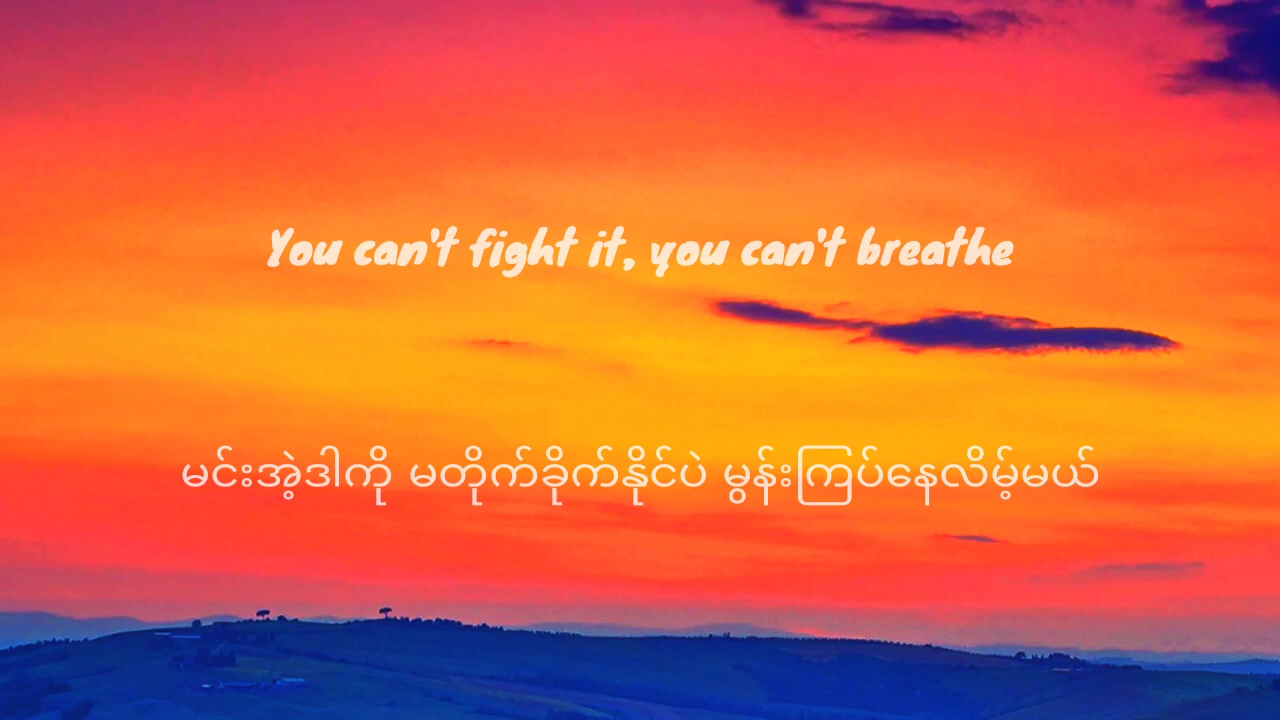 You can't fight it, you can't breathe
မင်းအဲ့ဒါကို မတိုက်ခိုက်နိုင်ပဲ မွန်းကြပ်နေလိမ့်မယ်